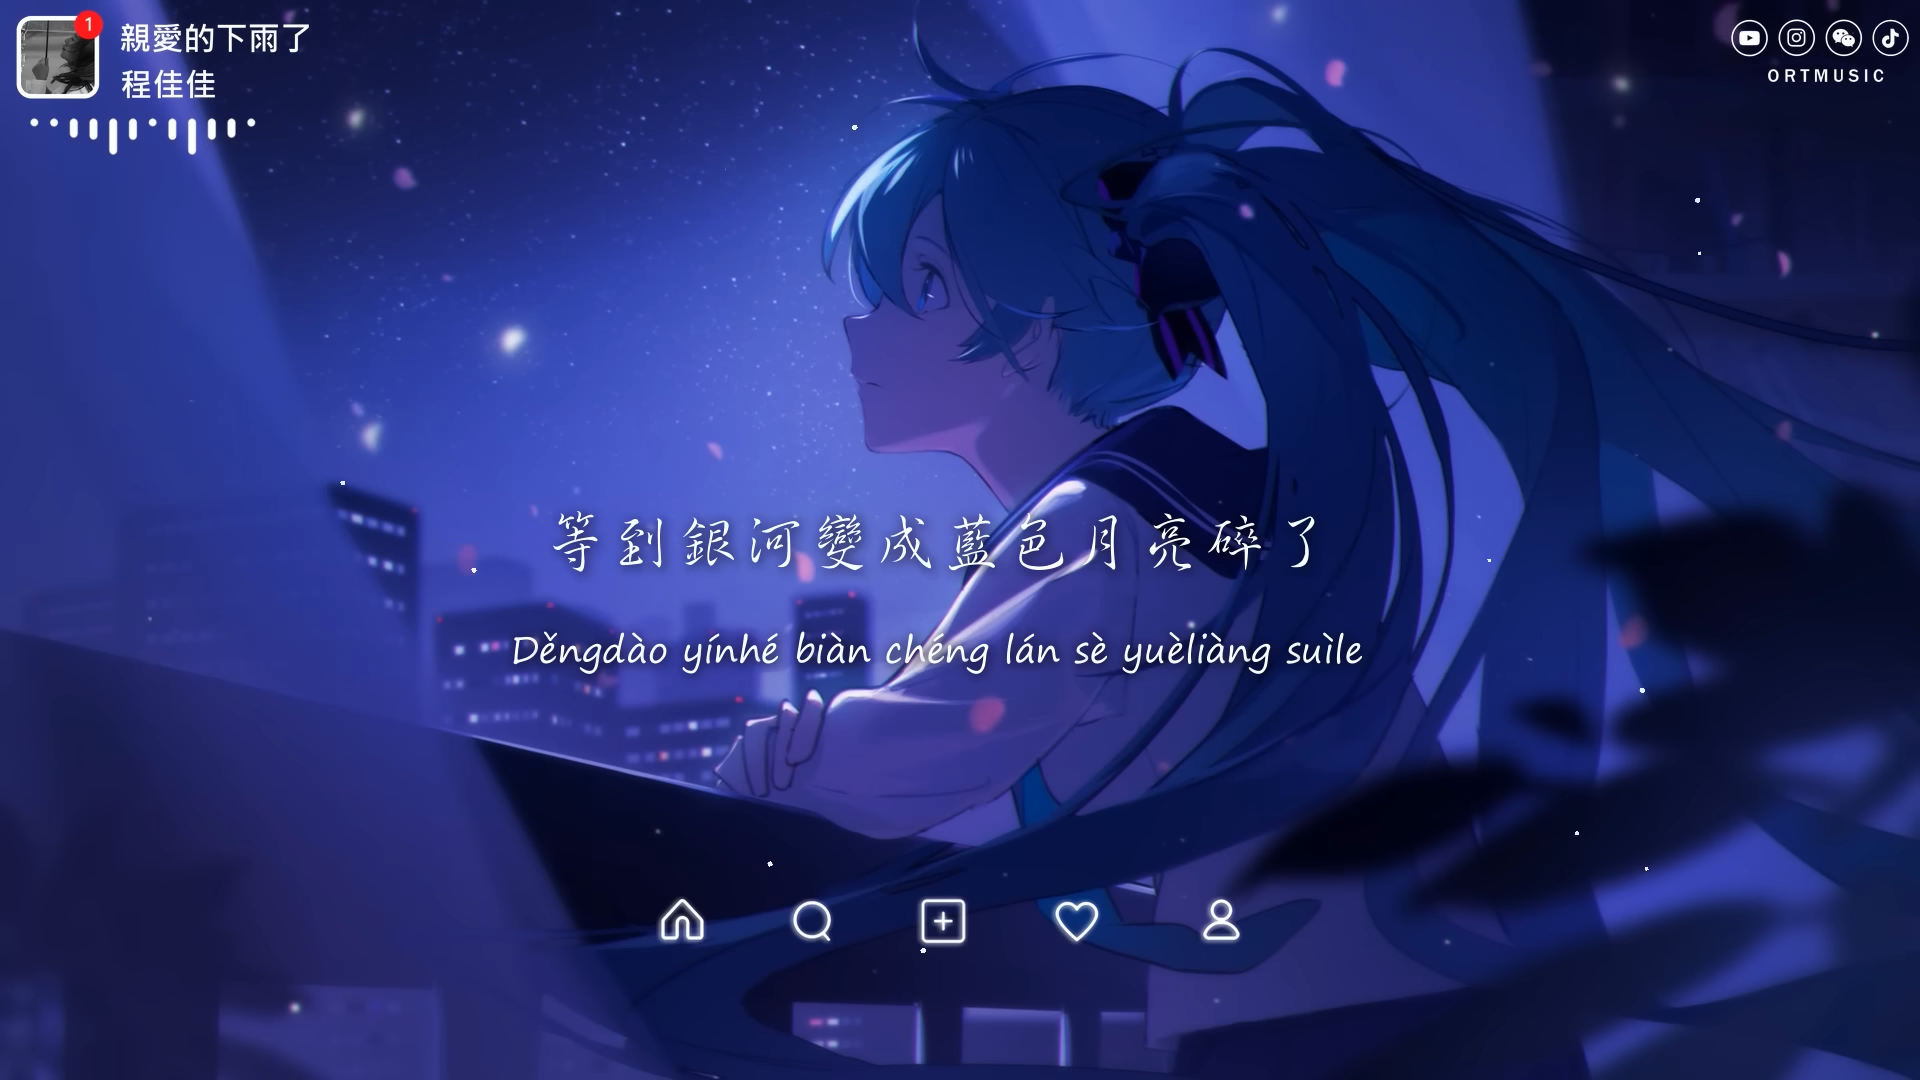 1
親愛的下雨了
程佳佳
ORTMUSIC
等到銀河變成藍色月亮碎了
Děngdào yínhé biàn chéng lán sè yuèliàng suìle